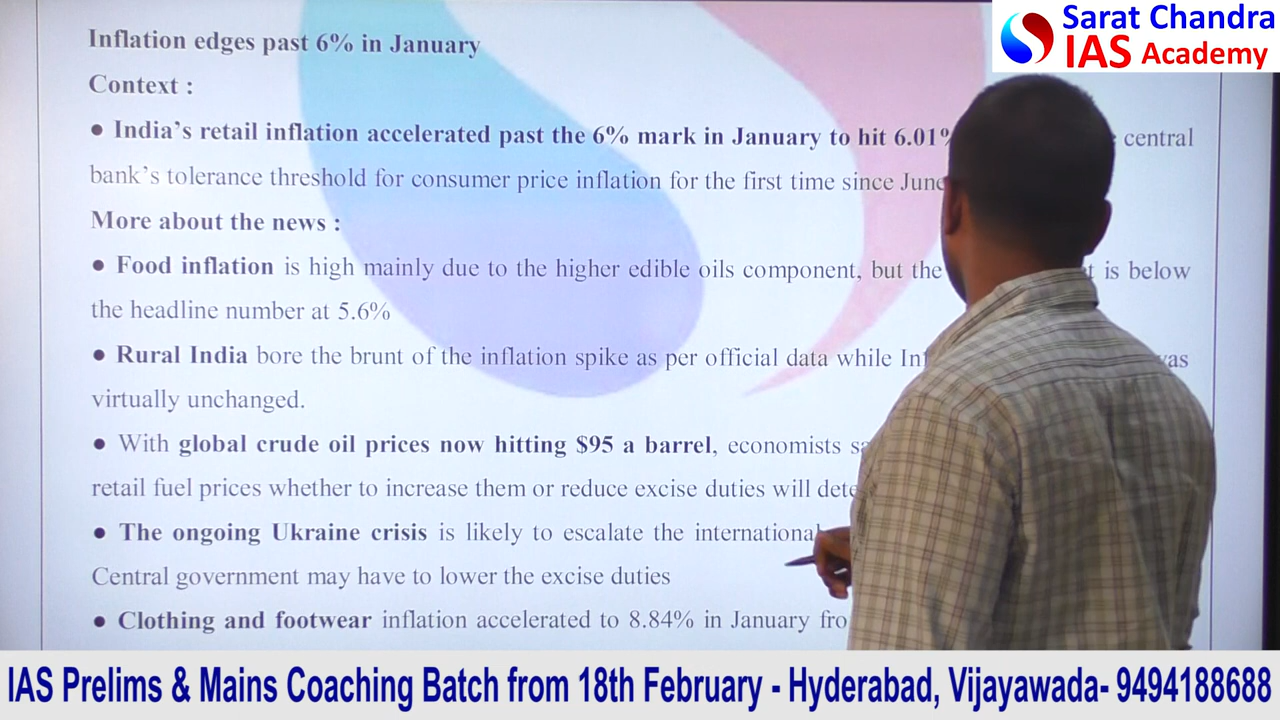 Sarat Chandra
IAS Academy
Inflation edges past 6% in January
Context :
● India's retail inflation accelerated past the 6% mark in January to hit 6.01% central
bank's tolerance threshold for consumer price inflation for the first time since June
More about the news :
● Food inflation is high mainly due to the higher edible oils component, but the is below
the headline number at 5.6%
● Rural India bore the brunt of the inflation spike as per official data while
virtually unchanged.
● With global crude oil prices now hitting $95 a barrel, economists
retail fuel prices whether to increase them or reduce excise duties will
● The ongoing Ukraine crisis is likely to escalate the international
Central government may have to lower the excise duties
● Clothing and footwear inflation accelerated to 8.84% in January
IAS Prelims & Mains Coaching Batch from 18th February - Hyderabad, Vijayawada- 9494188688